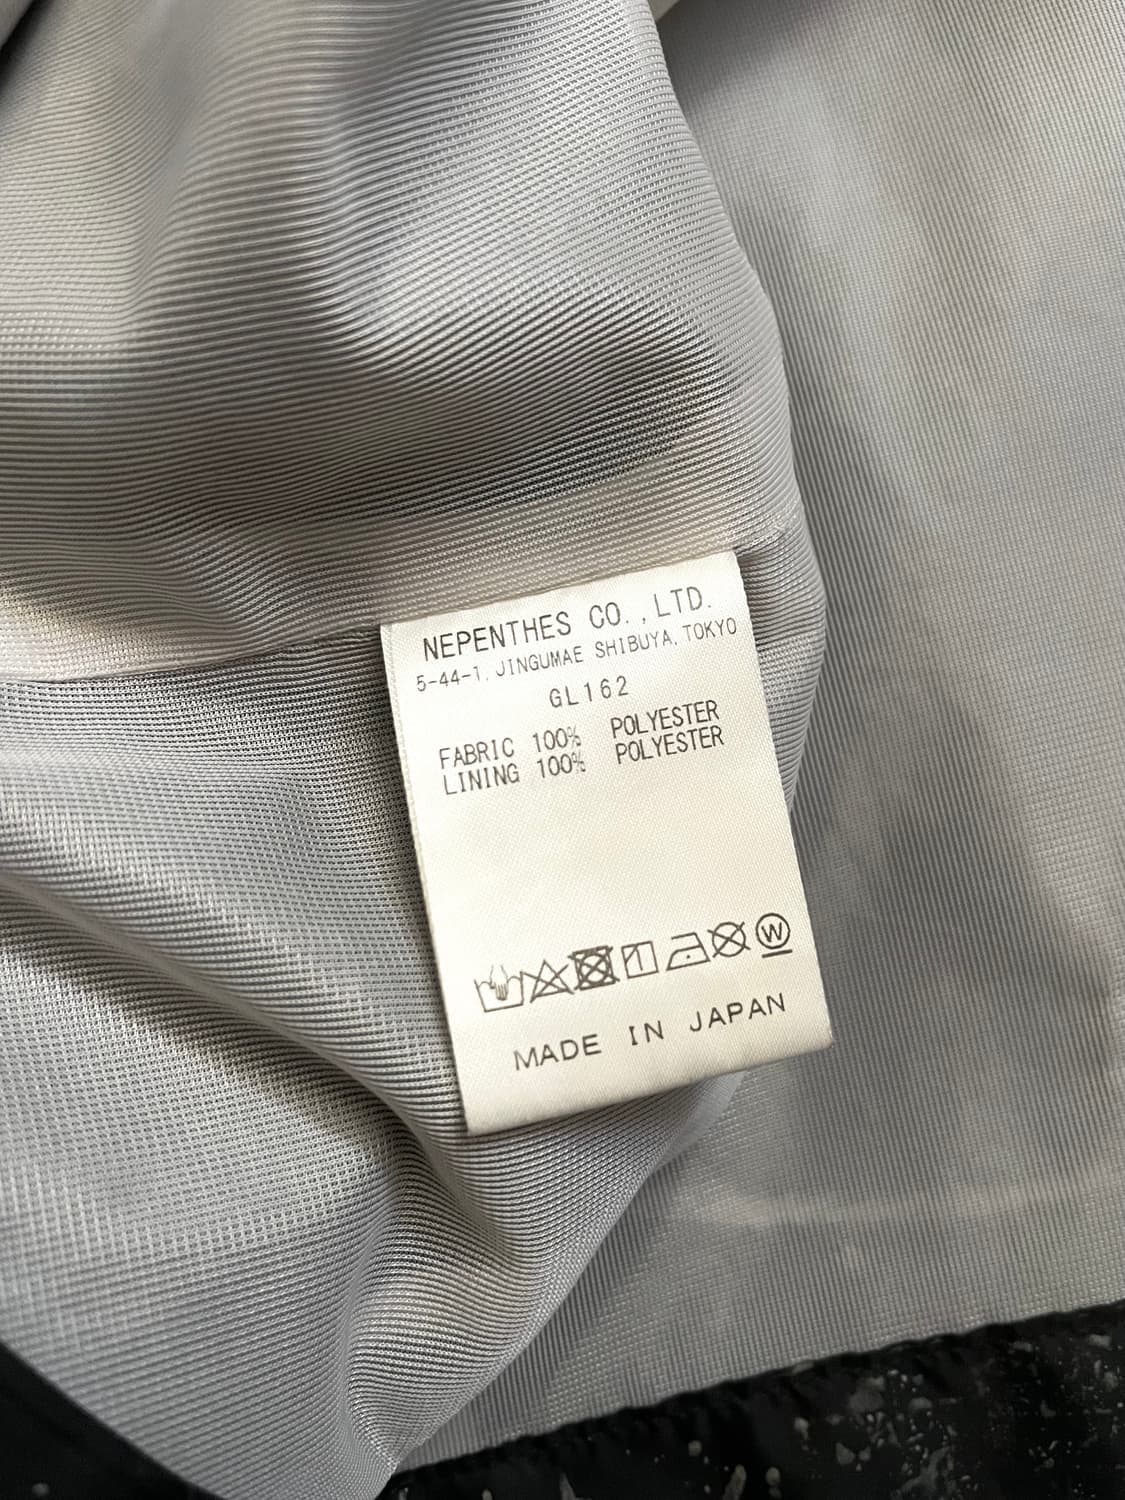 NEPENTHES CO., LTD.
5-44-1. JINGUMAE SHIBUYA. TOKYO
GL162
FABRIC 100% POLYESTER
LINING 100% POLYESTER
W
MADE IN JAPAN